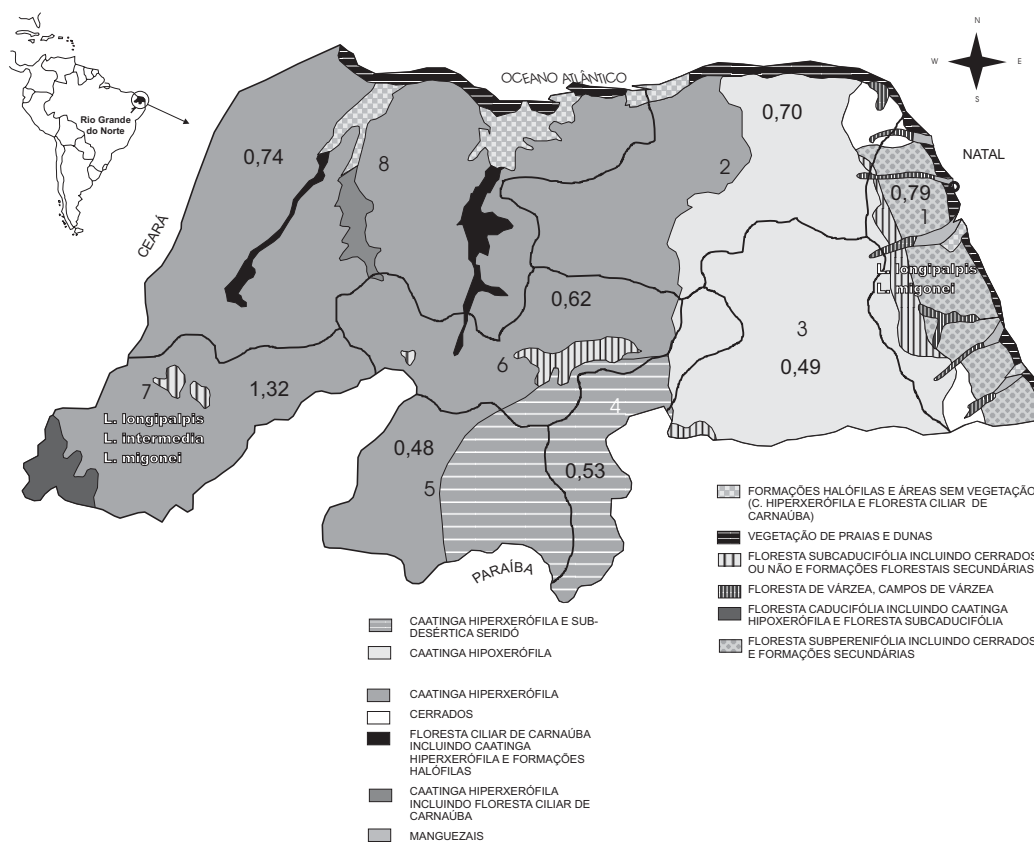 N
W
E
S
OCEANO ATLÂNTICO
Rio Grande
do Norte
0,70
0,74
8
2
NATAL
0,79
1
CEARÁ
L. longipalpis
L. migonei
0,62
3
6
0,49
7
1,32
4
L. longipalpis
L. intermedia
L. migonei
0,48
0,53
5
PARAÍBA
FORMAÇÕES HALÓFILAS E ÁREAS SEM VEGETAÇÃO
(C. HIPERXERÓFILA E FLORESTA CILIAR DE
CARNAÚBA)
VEGETAÇÃO DE PRAIAS E DUNAS
FLORESTA SUBCADUCIFÓLIA INCLUINDO CERRADOS
OU NÃO E FORMAÇÕES FLORESTAIS SECUNDÁRIAS
FLORESTA DE VÁRZEA, CAMPOS DE VÁRZEA
FLORESTA CADUCIFÓLIA INCLUINDO CAATINGA
HIPOXERÓFILA E FLORESTA SUBCADUCIFÓLIA
FLORESTA SUBPERENIFÓLIA INCLUINDO CERRADOS
E FORMAÇÕES SECUNDÁRIAS
CAATINGA HIPERXERÓFILA E SUB-
DESÉRTICA SERIDÓ
CAATINGA HIPOXERÓFILA
CAATINGA HIPERXERÓFILA
CERRADOS
FLORESTA CILIAR DE CARNAÚBA
INCLUINDO CAATINGA
HIPERXERÓFILA E FORMAÇÕES
HALÓFILAS
CAATINGA HIPERXERÓFILA
INCLUINDO FLORESTA CILIAR DE
CARNAÚBA
MANGUEZAIS